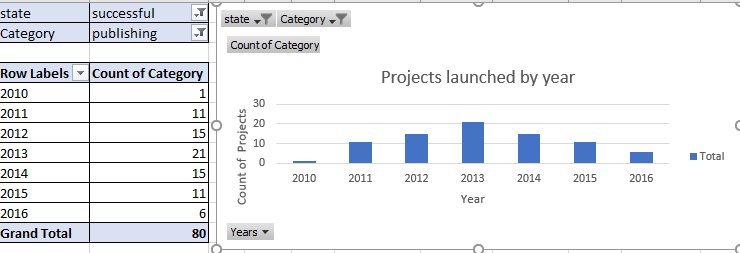 state successful
Category publishing
Row Labels Count of Category
2010 1
2011 11
2012 15
2013 21
2014 15
2015 11
2016 6
Grand Total 80
state Category
Count of Category
Projects launched by year
Count of Projects
30
20
10
0
2010 2011 2012 2013 2014 2015 2016
Year
Total
Years